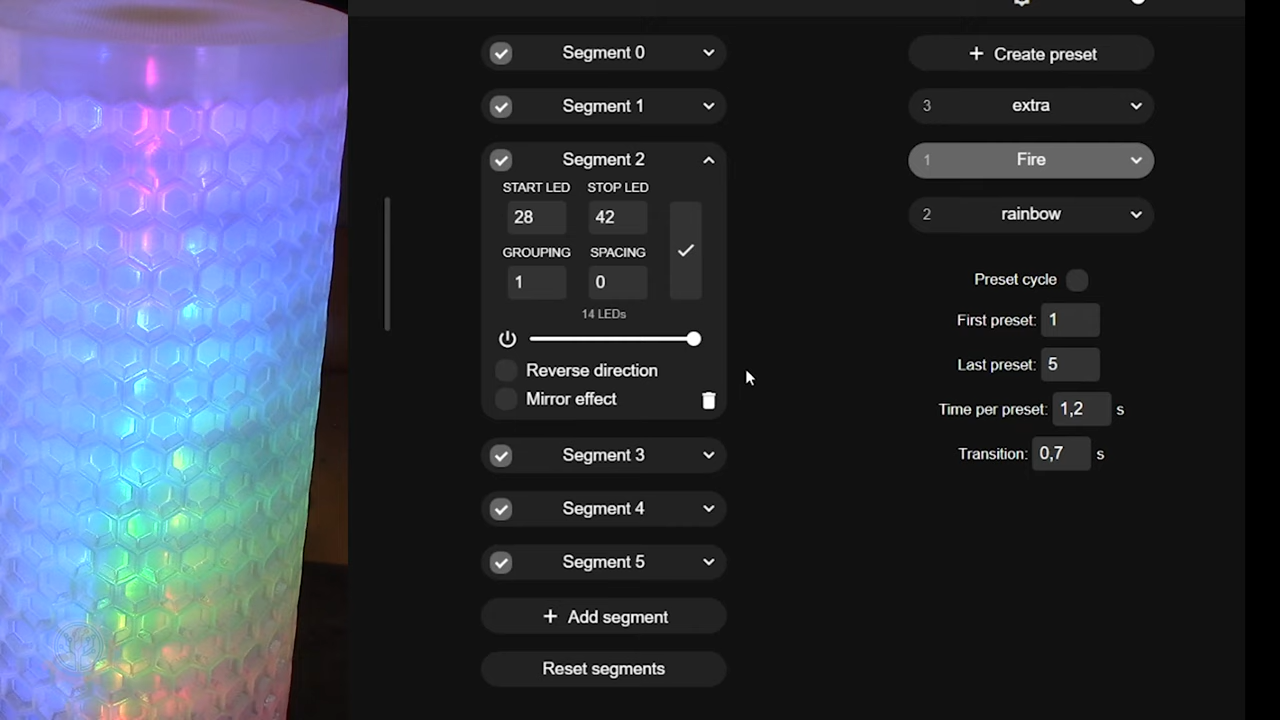 Segment 0
Segment 1
Segment 2
START LED STOP LED
28 42
GROUPING SPACING
1 0
14 LEDs
Reverse direction
Mirror effect
Segment 3
Segment 4
Segment 5
+ Add segment
Reset segments
+ Create preset
3 extra
1 Fire
2 rainbow
Preset cycle
First preset: 1
Last preset: 5
Time per preset: 1,2 s
Transition: 0,7 s